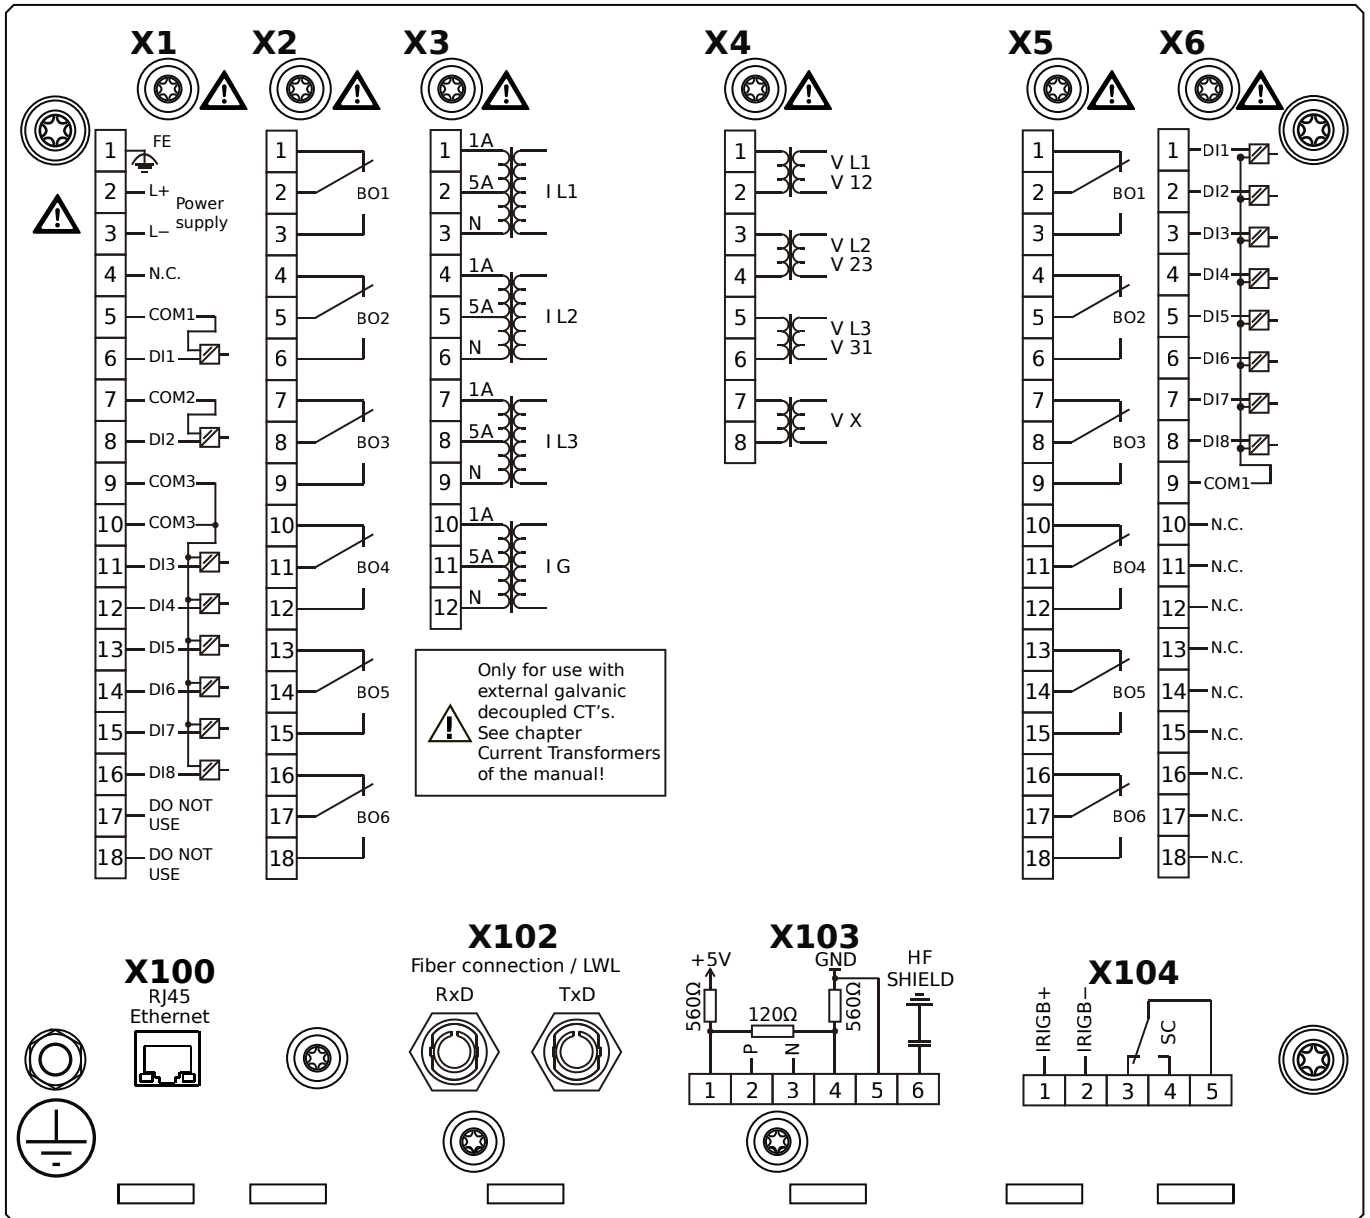 X1 X2 X3 X4 X5 X6
1 FE
2 L+
Power
supply
3 L−
4 N.C.
5 COM1
6 DI1
7 COM2
8 DI2
9 COM3
10 COM3
11 DI3
12 DI4
13 DI5
14 DI6
15 DI7
16 DI8
17 DO NOT
USE
18 DO NOT
USE
1
2 BO1
3
4
5 BO2
6
7
8 BO3
9
10
11 BO4
12
13
14 BO5
15
16
17 BO6
18
1 1A
2 5A I L1
3 N
4 1A
5 5A I L2
6 N
7 1A
8 5A I L3
9 N
10 1A
11 5A I G
12 N
Only for use with
external galvanic
decoupled CT's.
See chapter
Current Transformers
of the manual!
1 V L1
2 V 12
3 V L2
4 V 23
5 V L3
6 V 31
7 V X
8
1
2 BO1
3
4
5 BO2
6
7
8 BO3
9
10
11 BO4
12
13
14 BO5
15
16
17 BO6
18
1 DI1
2 DI2
3 DI3
4 DI4
5 DI5
6 DI6
7 DI7
8 DI8
9 COM1
10 N.C.
11 N.C.
12 N.C.
13 N.C.
14 N.C.
15 N.C.
16 N.C.
17 N.C.
18 N.C.
X100
RJ45
Ethernet
X102
Fiber connection / LWL
RxD TxD
X103
+5V GND HF
SHIELD
560Ω 120Ω 560Ω
P N
1 2 3 4 5 6
X104
IRIGB+ IRIGB− SC
1 2 3 4 5